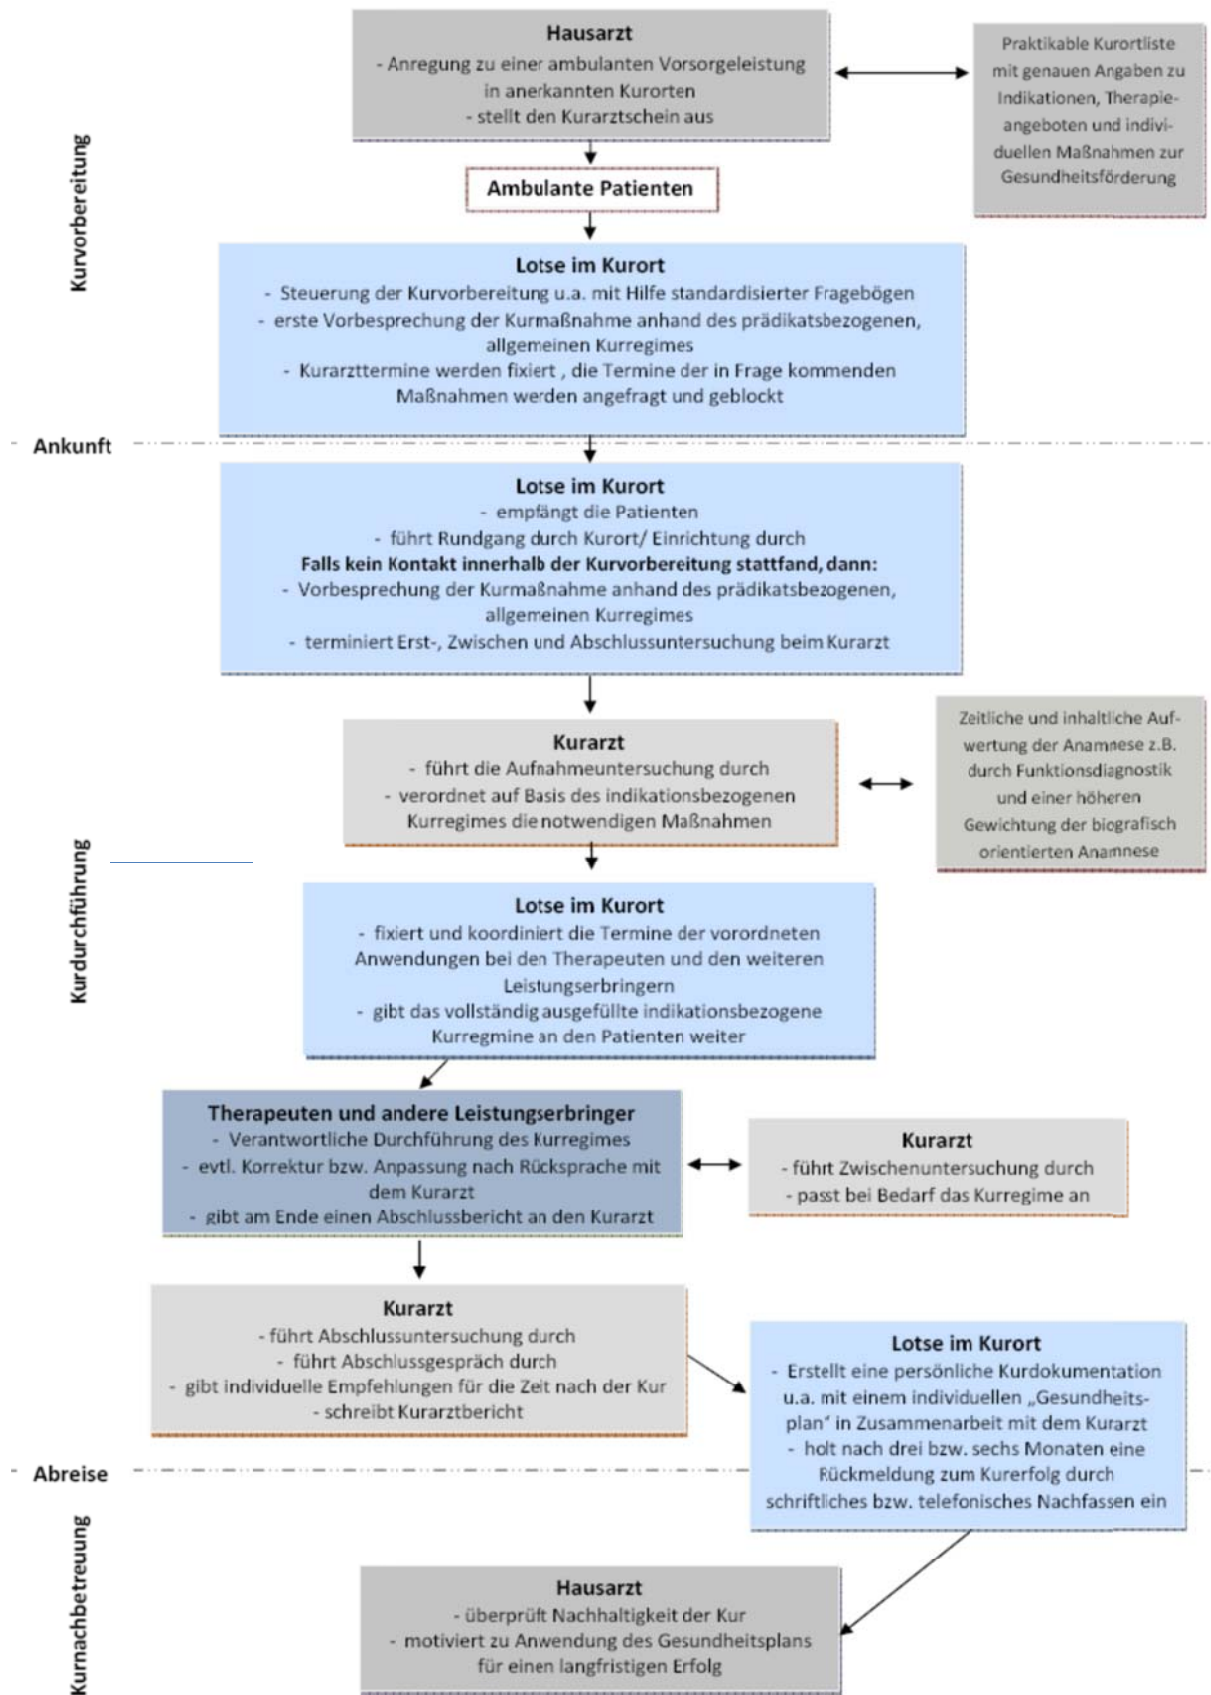 Kurvorbereitung
Hausarzt
- Anregung zu einer ambulanten Vorsorgeleistung
in anerkannten Kurorten
- stellt den Kurarztschein aus
Praktikable Kurortliste
mit genauen Angaben zu
Indikationen, Therapie-
angeboten und indivi-
duellen Maßnahmen zur
Gesundheitsförderung
Ambulante Patienten
Lotse im Kurort
- Steuerung der Kurvorbereitung u.a. mit Hilfe standardisierter Fragebögen
- erste Vorbesprechung der Kurmaßnahme anhand des prädikatsbezogenen,
allgemeinen Kurregimes
- Kurarzttermine werden fixiert , die Termine der in Frage kommenden
Maßnahmen werden angefragt und geblockt
Ankunft
Kurdurchführung
Lotse im Kurort
- empfängt die Patienten
- führt Rundgang durch Kurort/ Einrichtung durch
Falls kein Kontakt innerhalb der Kurvorbereitung stattfand, dann:
- Vorbesprechung der Kurmaßnahme anhand des prädikatsbezogenen,
allgemeinen Kurregimes
- terminiert Erst-, Zwischen und Abschlussuntersuchung beim Kurarzt
Kurarzt
- führt die Aufnahmeuntersuchung durch
- verordnet auf Basis des indikationsbezogenen
Kurregimes die notwendigen Maßnahmen
Zeitliche und inhaltliche Auf-
wertung der Anamnese z.B.
durch Funktionsdiagnostik
und einer höheren
Gewichtung der biografisch
orientierten Anamnese
Lotse im Kurort
- fixiert und koordiniert die Termine der vorordneten
Anwendungen bei den Therapeuten und den weiteren
Leistungserbringern
- gibt das vollständig ausgefüllte indikationsbezogene
Kurregmine an den Patienten weiter
Therapeuten und andere Leistungserbringer
- Verantwortliche Durchführung des Kurregimes
- evtl. Korrektur bzw. Anpassung nach Rücksprache mit
dem Kurarzt
- gibt am Ende einen Abschlussbericht an den Kurarzt
Kurarzt
- führt Zwischenuntersuchung durch
- passt bei Bedarf das Kurregime an
Kurarzt
- führt Abschlussuntersuchung durch
- führt Abschlussgespräch durch
- gibt individuelle Empfehlungen für die Zeit nach der Kur
- schreibt Kurarztbericht
Lotse im Kurort
- Erstellt eine persönliche Kurdokumentation
u.a. mit einem individuellen „Gesundheits-
plan" in Zusammenarbeit mit dem Kurarzt
- holt nach drei bzw. sechs Monaten eine
Rückmeldung zum Kurerfolg durch
schriftliches bzw. telefonisches Nachfassen ein
Abreise
Kurnachbetreuung
Hausarzt
- überprüft Nachhaltigkeit der Kur
- motiviert zu Anwendung des Gesundheitsplans
für einen langfristigen Erfolg